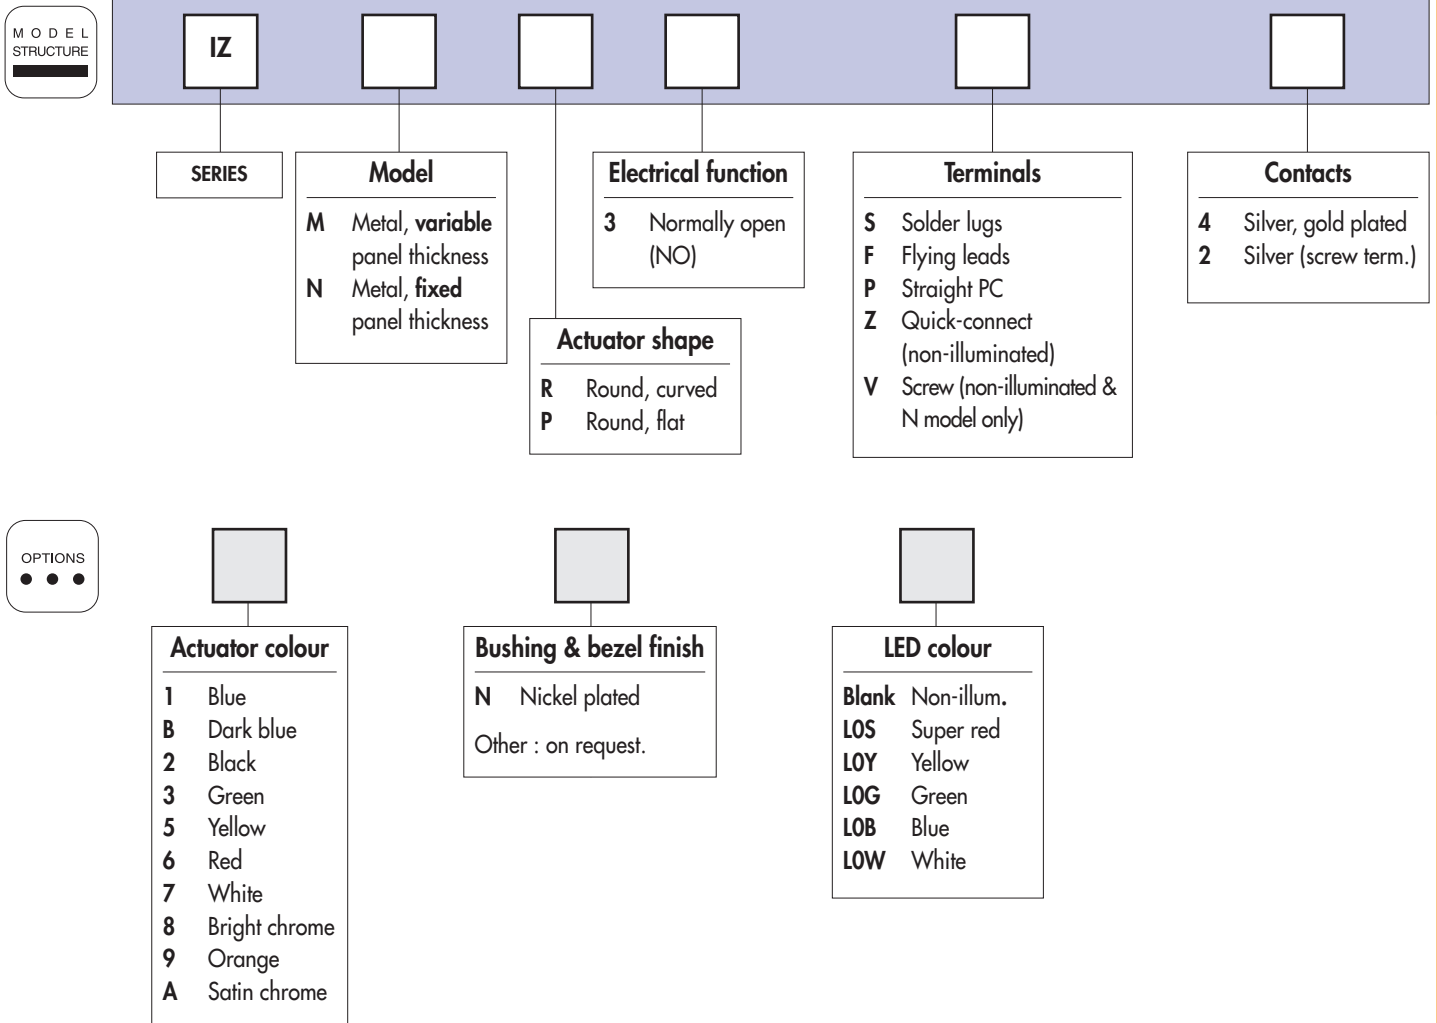 MODEL
STRUCTURE
IZ
SERIES
Model
M Metal, variable
panel thickness
N Metal, fixed
panel thickness
Actuator shape
R Round, curved
P Round, flat
Electrical function
3 Normally open
(NO)
Terminals
S Solder lugs
F Flying leads
P Straight PC
Z Quick-connect
(non-illuminated)
V Screw (non-illuminated &
N model only)
Contacts
4 Silver, gold plated
2 Silver (screw term.)
OPTIONS
Actuator colour
1 Blue
B Dark blue
2 Black
3 Green
5 Yellow
6 Red
7 White
8 Bright chrome
9 Orange
A Satin chrome
Bushing & bezel finish
N Nickel plated
Other : on request.
LED colour
Blank Non-illum.
L0S Super red
L0Y Yellow
L0G Green
L0B Blue
L0W White